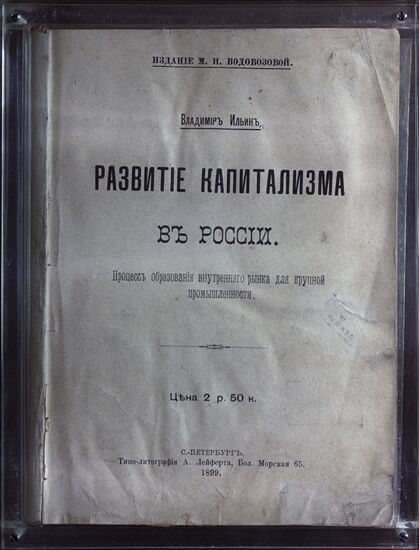 ИЗДАНІЕ М. И. ВОДОВОЗОВОЙ.
Владиміръ Ильинъ.
РАЗВИТІЕ КАПИТАЛИЗМА
ВЪ РОССІИ.
Процессъ образованія внутренняго рынка для крупной
промышленности.
Цѣна 2 р. 50 к.
С.-ПЕТЕРБУРГЪ.
Типо-литографія А. Лейферта, Бол. Морская 65.
1899.